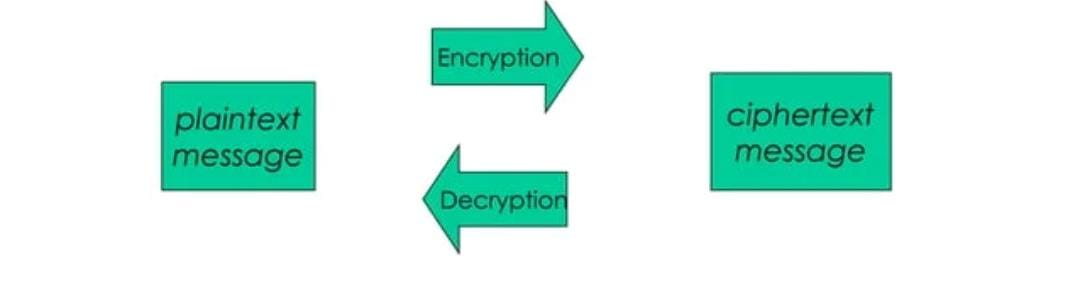 Encryption
plaintext
message
ciphertext
message
Decryption